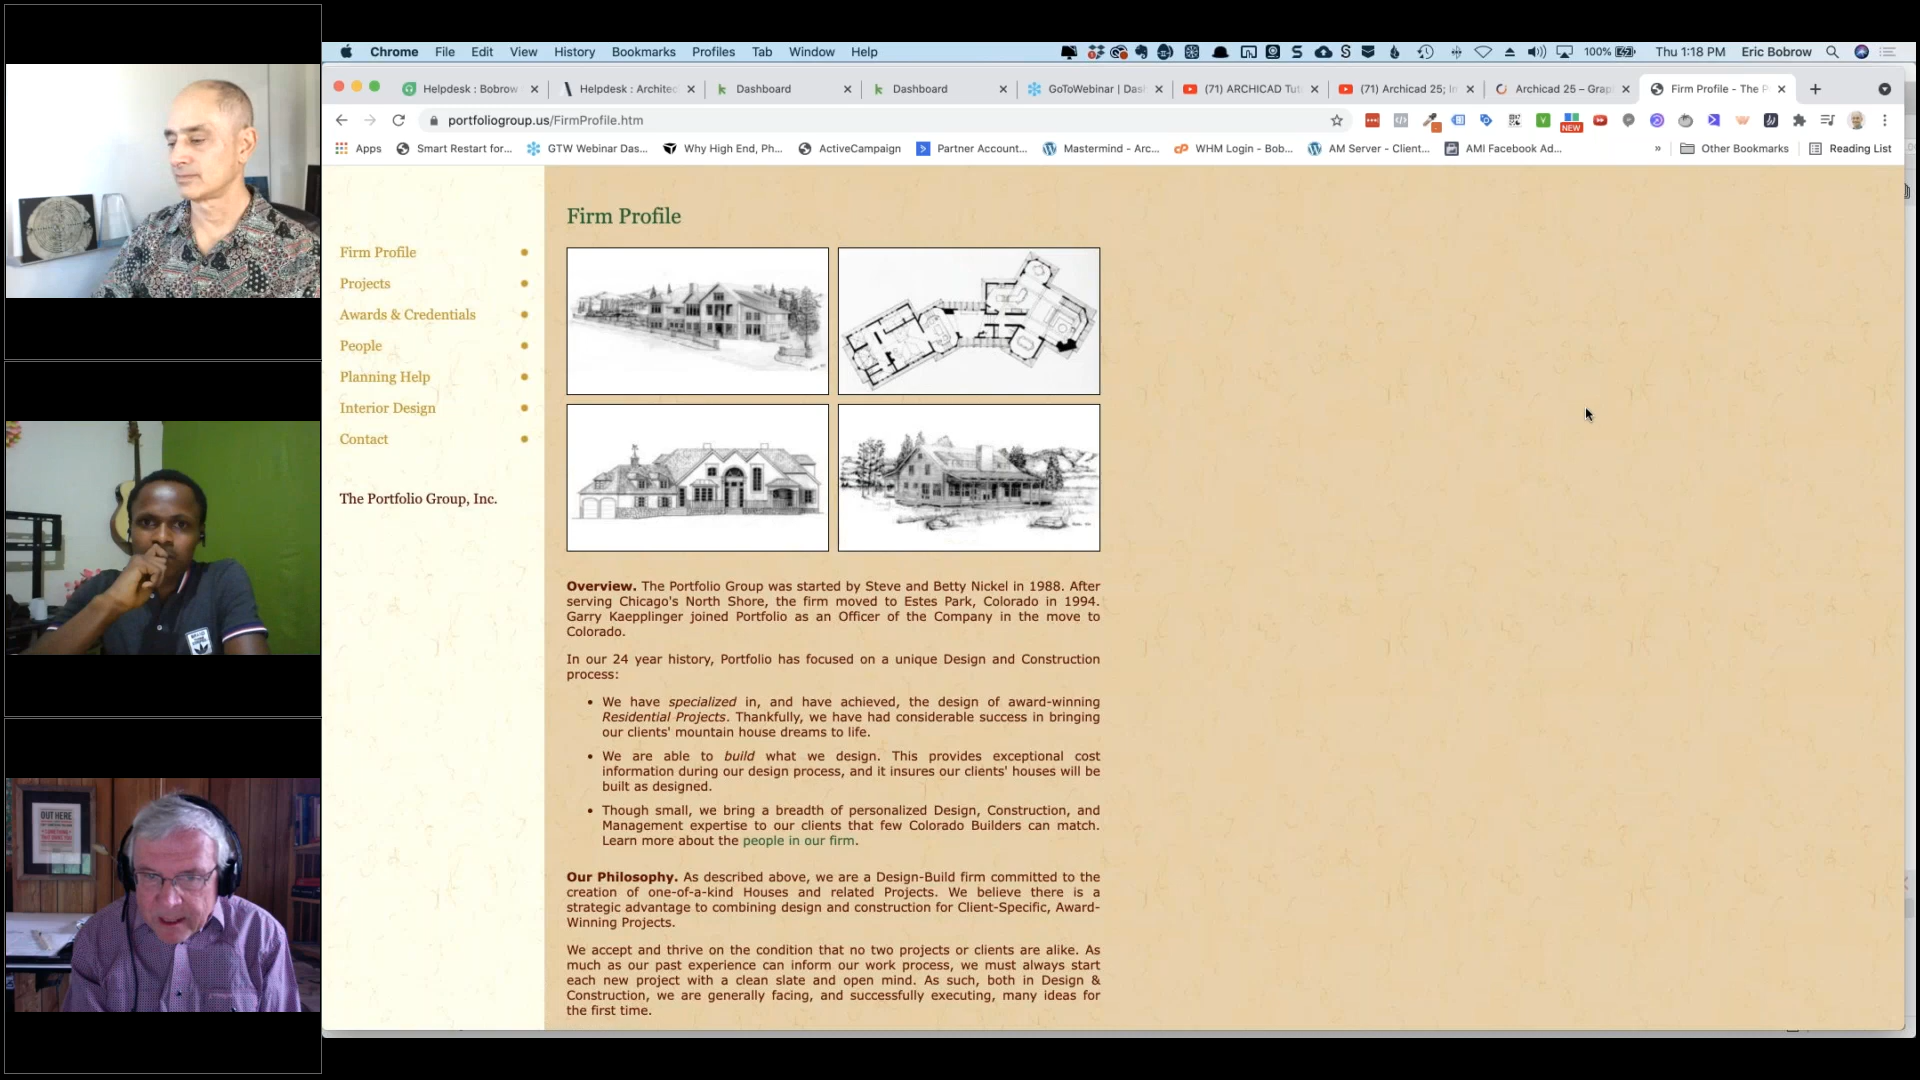 Chrome File Edit View History Bookmarks Profiles Tab Window Help
100% Thu 1:18 PM Eric Bobrow
Helpsdesk : Bobrow
Helpdesk : Architec
Dashboard
Dashboard
GoToWebinar | Das
(71) ARCHICAD Tut
(71) Archicad 25; In
Archicad 25 – Grap
Firm Profile - The P
portfoliogroup.us/FirmProfile.htm
NEW
Apps
Smart Restart for...
GTW Webinar Das...
Why High End, Ph...
ActiveCampaign
Partner Account...
Mastermind - Arc...
WHM Login - Bob...
AM Server - Client...
AMI Facebook Ad...
»
Other Bookmarks
Reading List
Firm Profile
Projects
Awards & Credentials
People
Planning Help
Interior Design
Contact
The Portfolio Group, Inc.
Firm Profile
Overview. The Portfolio Group was started by Steve and Betty Nickel in 1988. After
serving Chicago's North Shore, the firm moved to Estes Park, Colorado in 1994.
Garry Kaepplinger joined Portfolio as an Officer of the Company in the move to
Colorado.
In our 24 year history, Portfolio has focused on a unique Design and Construction
process:
• We have specialized in, and have achieved, the design of award-winning
Residential Projects. Thankfully, we have had considerable success in bringing
our clients' mountain house dreams to life.
• We are able to build what we design. This provides exceptional cost
information during our design process, and it insures our clients' houses will be
built as designed.
• Though small, we bring a breadth of personalized Design, Construction, and
Management expertise to our clients that few Colorado Builders can match.
Learn more about the people in our firm.
Our Philosophy. As described above, we are a Design-Build firm committed to the
creation of one-of-a-kind Houses and related Projects. We believe there is a
strategic advantage to combining design and construction for Client-Specific, Award-
Winning Projects.
We accept and thrive on the condition that no two projects or clients are alike. As
much as our past experience can inform our work process, we must always start
each new project with a clean slate and open mind. As such, both in Design &
Construction, we are generally facing, and successfully executing, many ideas for
the first time.
OUT HERE